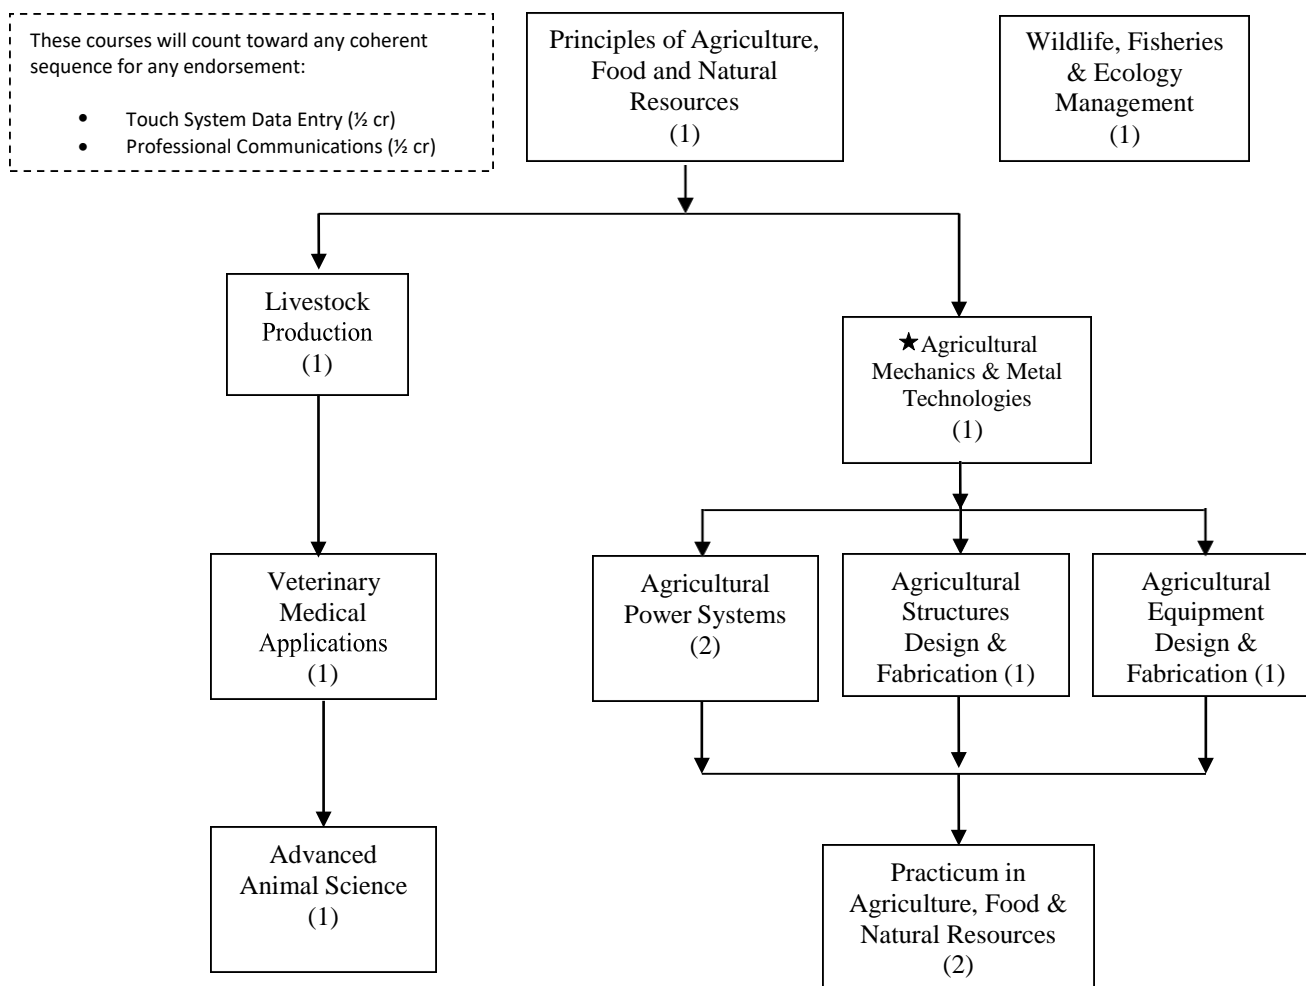 These courses will count toward any coherent
sequence for any endorsement:
• Touch System Data Entry (½ cr)
• Professional Communications (½ cr)
Principles of Agriculture,
Food and Natural
Resources
(1)
Wildlife, Fisheries
& Ecology
Management
(1)
Livestock
Production
(1)
★Agricultural
Mechanics & Metal
Technologies
(1)
Veterinary
Medical
Applications
(1)
Agricultural
Power Systems
(2)
Agricultural
Structures
Design &
Fabrication (1)
Agricultural
Equipment
Design &
Fabrication (1)
Advanced
Animal Science
(1)
Practicum in
Agriculture, Food &
Natural Resources
(2)